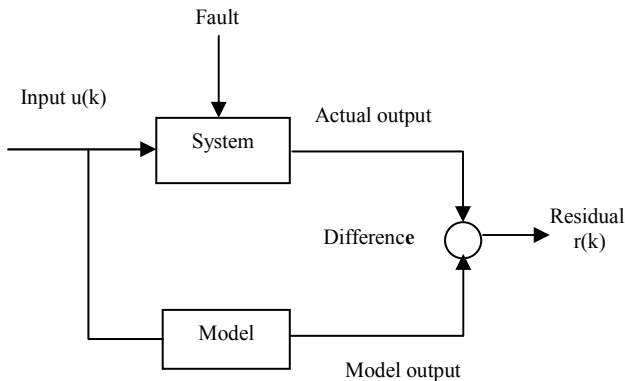 Fault
Input u(k)
System
Actual output
Difference
Residual
r(k)
Model
Model output